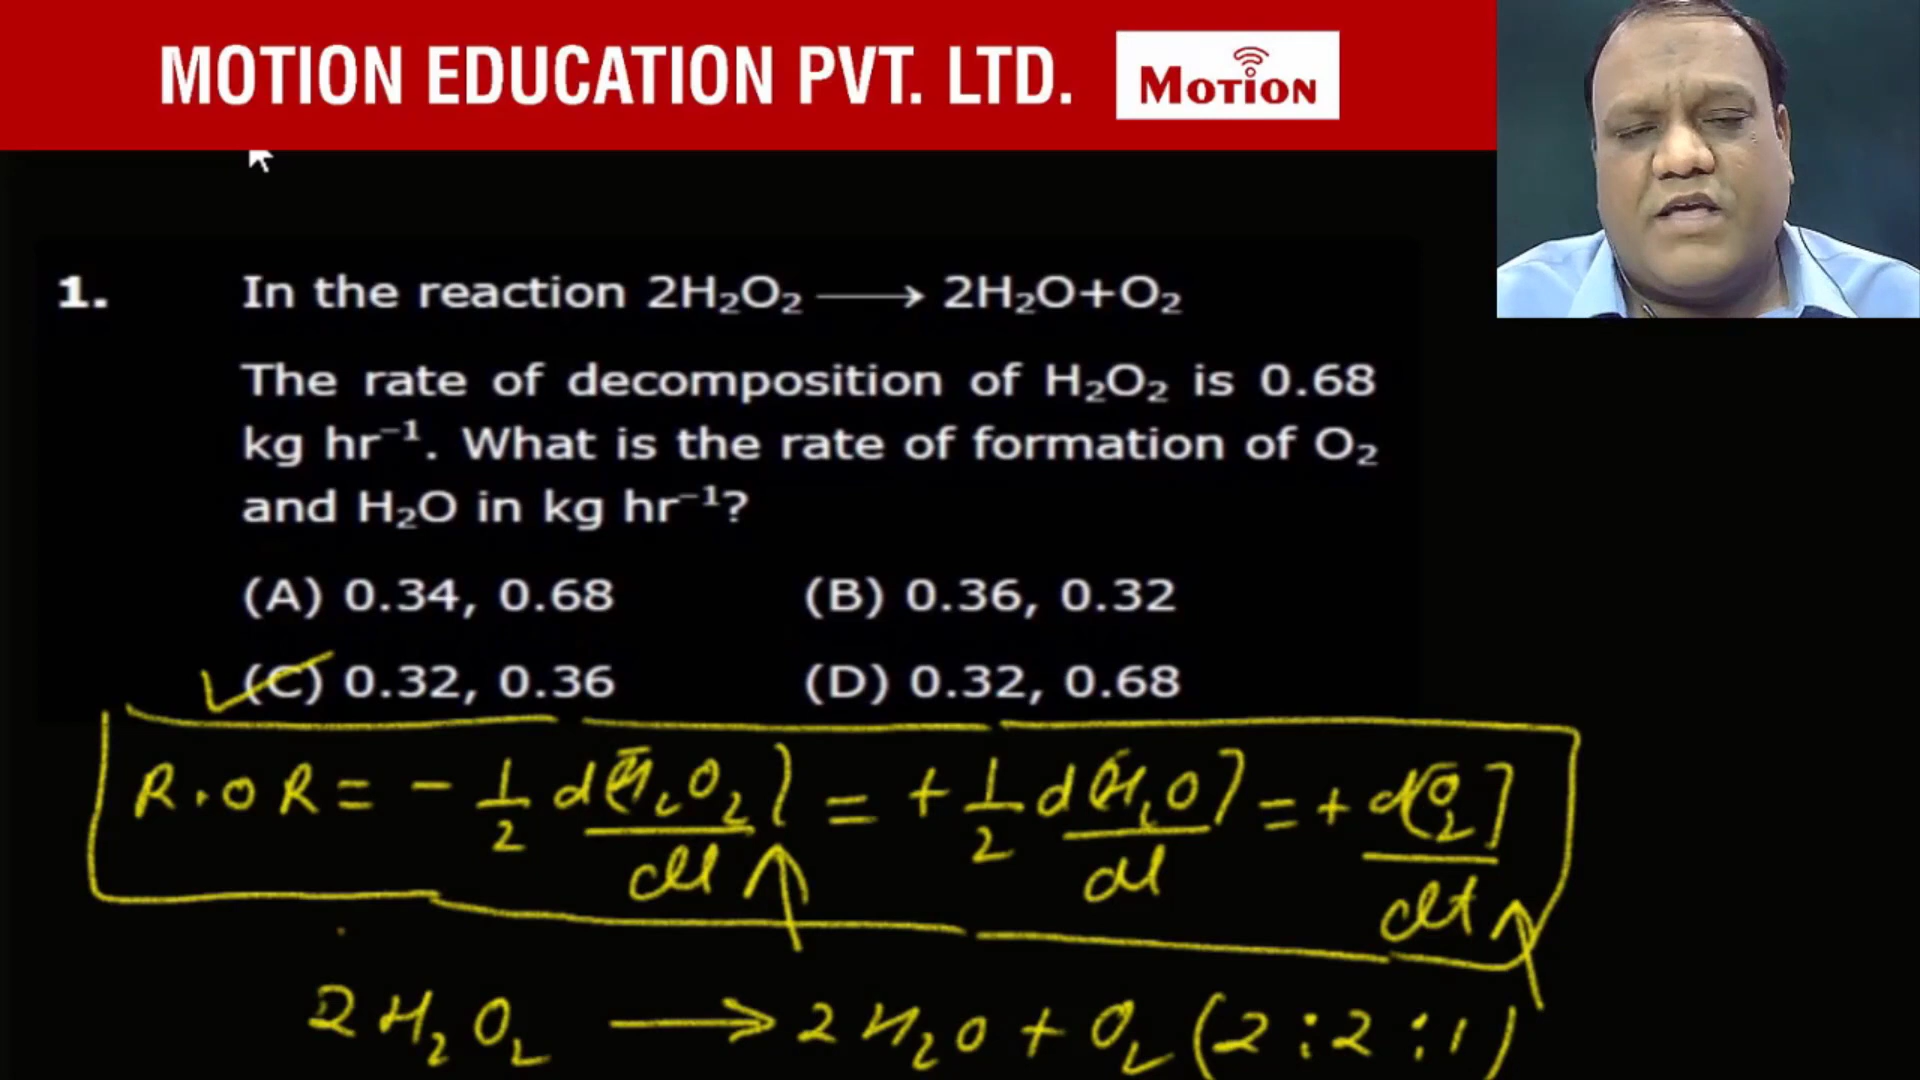 MOTION EDUCATION PVT. LTD.
MOTION
1. In the reaction 2H₂O₂ ⟶ 2H₂O+O₂
The rate of decomposition of H₂O₂ is 0.68
kg hr⁻¹. What is the rate of formation of O₂
and H₂O in kg hr⁻¹?
(A) 0.34, 0.68 (B) 0.36, 0.32
(C) 0.32, 0.36 (D) 0.32, 0.68
R.O.R = - 1/2 d[H₂O₂]/dt = + 1/2 d[H₂O]/dt = + d[O₂]/dt
2H₂O₂ ⟶ 2H₂O + O₂ (2 : 2 : 1)